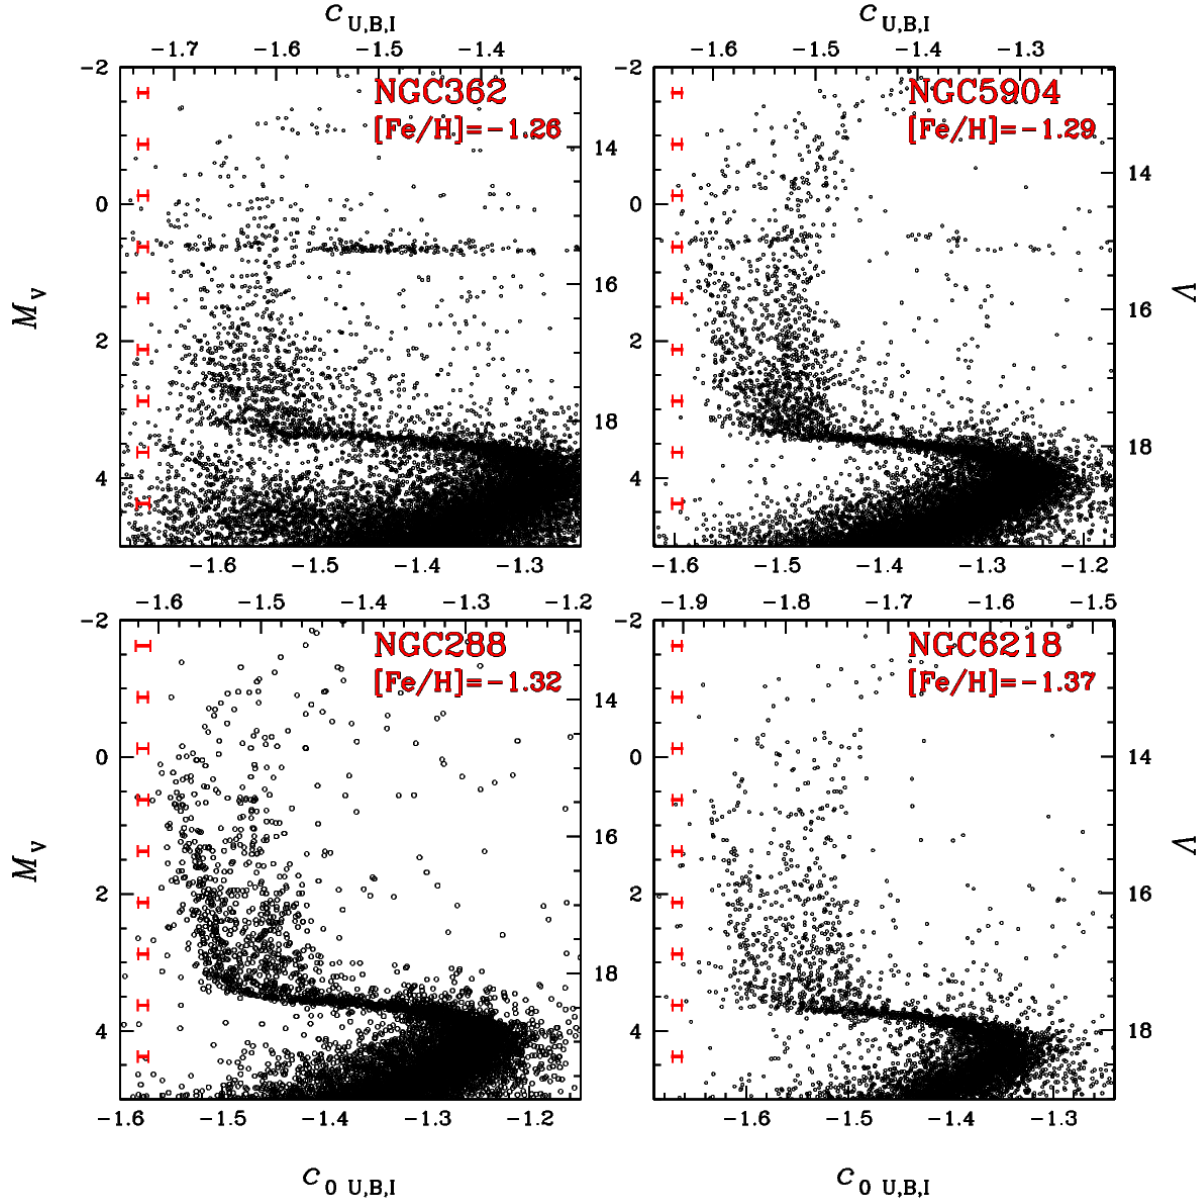 c U,B,I
c U,B,I
−1.7 −1.6 −1.5 −1.4
−1.6 −1.5 −1.4 −1.3
NGC362
[Fe/H]=−1.26
NGC5904
[Fe/H]=−1.29
−2
0
2
4
M V
14
16
18
−2
0
2
4
14
16
18
V
−1.6 −1.5 −1.4 −1.3
−1.6 −1.5 −1.4 −1.3 −1.2
−1.6 −1.5 −1.4 −1.3 −1.2
−1.9 −1.8 −1.7 −1.6 −1.5
NGC288
[Fe/H]=−1.32
NGC6218
[Fe/H]=−1.37
−2
0
2
4
M V
14
16
18
−2
0
2
4
14
16
18
V
−1.6 −1.5 −1.4 −1.3 −1.2
−1.6 −1.5 −1.4 −1.3
c 0 U,B,I
c 0 U,B,I